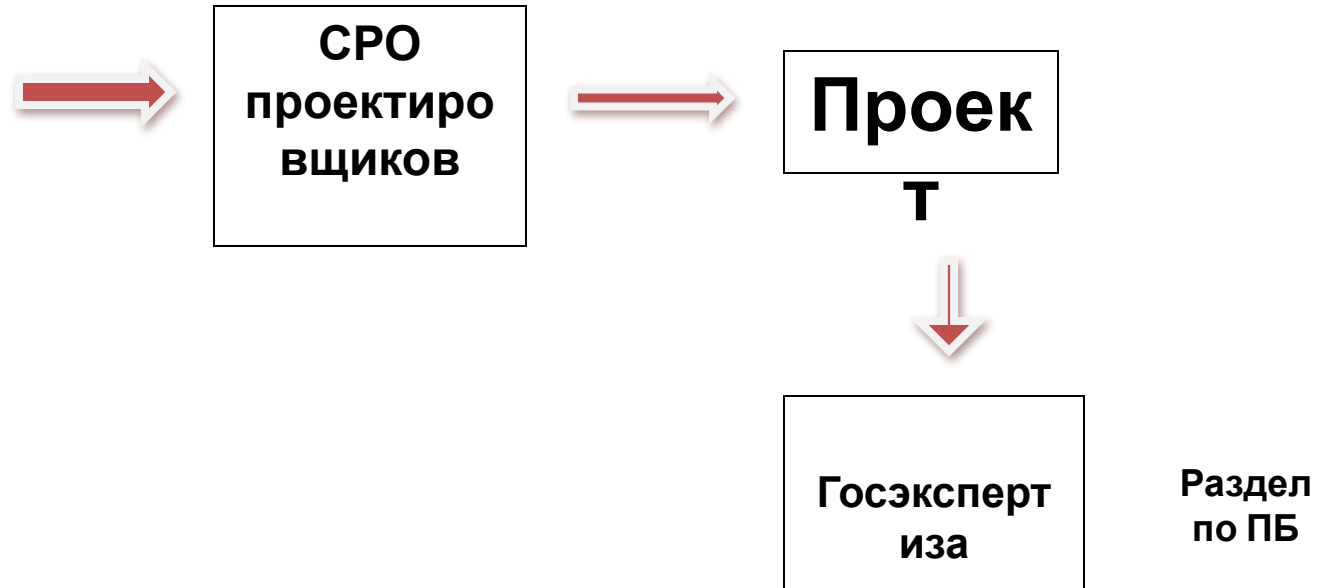 СРО
проектиро
вщиков
Проек
т
Госэксперт
иза
Раздел
по ПБ